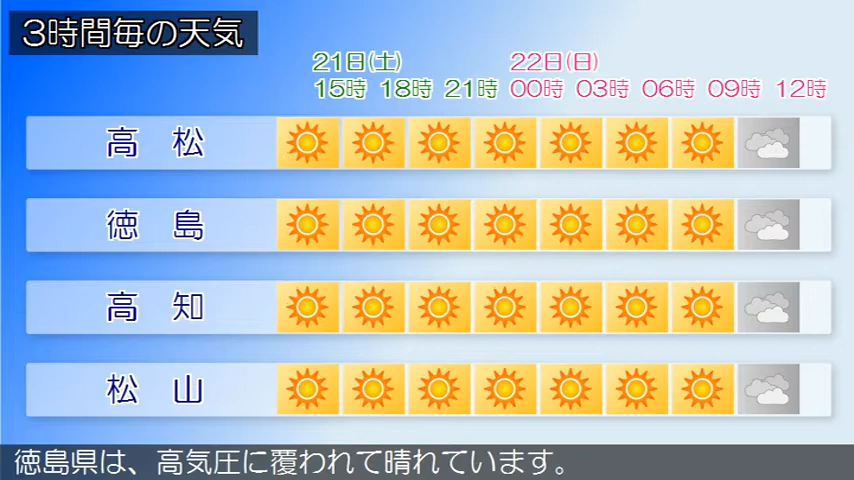 3時間毎の天気
21日(土) 22日(日)
15時 18時 21時 00時 03時 06時 09時 12時
高松
徳島
高知
松山
徳島県は、高気圧に覆われて晴れています。